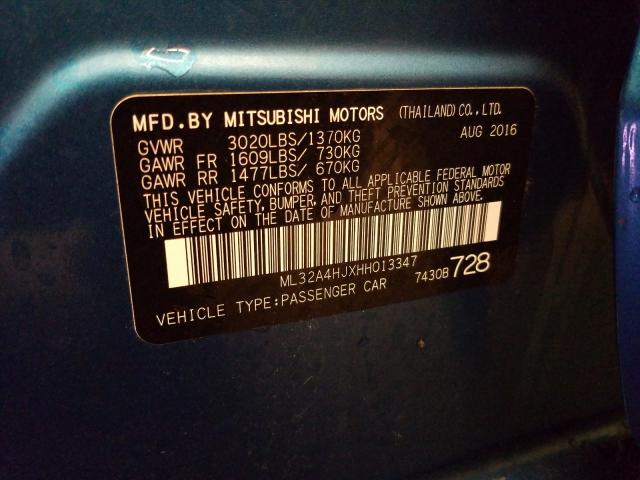 MFD.BY MITSUBISHI MOTORS (THAILAND) CO., LTD.
AUG 2016
GVWR 3020LBS/1370KG
GAWR FR 1609LBS/ 730KG
GAWR RR 1477LBS/ 670KG
THIS VEHICLE CONFORMS TO ALL APPLICABLE FEDERAL MOTOR
VEHICLE SAFETY, BUMPER, AND THEFT PREVENTION STANDARDS
IN EFFECT ON THE DATE OF MANUFACTURE SHOWN ABOVE.
ML32A4HJXHH013347
VEHICLE TYPE:PASSENGER CAR 7430B 728